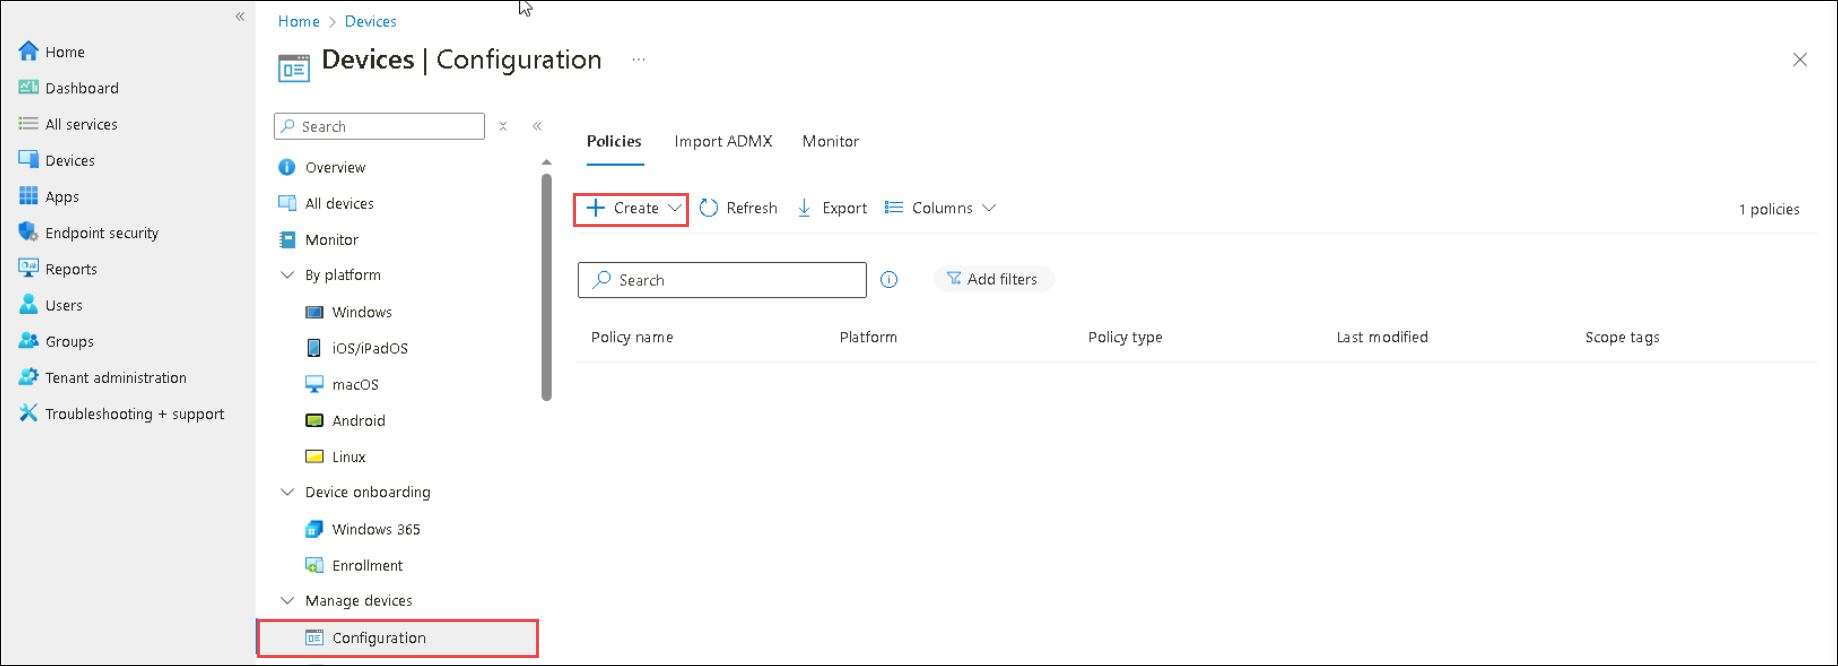 Home
Dashboard
All services
Devices
Apps
Endpoint security
Reports
Users
Groups
Tenant administration
Troubleshooting + support
Home > Devices
Devices | Configuration ...
Search
Overview
All devices
Monitor
By platform
Windows
iOS/iPadOS
macOS
Android
Linux
Device onboarding
Windows 365
Enrollment
Manage devices
Configuration
Policies Import ADMX Monitor
Create Refresh Export Columns 1 policies
Search Add filters
Policy name Platform Policy type Last modified Scope tags